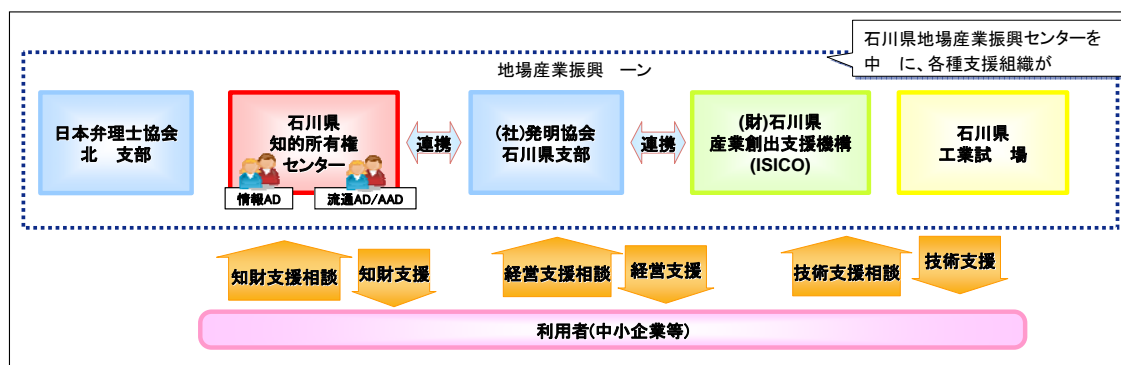 石川県地場産業振興センターを
中 に、各種支援組織が
地場産業振興 ーン
日本弁理士協会
北 支部
石川県
知的所有権
センター
情報AD
流通AD/AAD
連携
(社)発明協会
石川県支部
連携
(財)石川県
産業創出支援機構
(ISICO)
石川県
工業試 場
知財支援相談
知財支援
経営支援相談
経営支援
技術支援相談
技術支援
利用者(中小企業等)